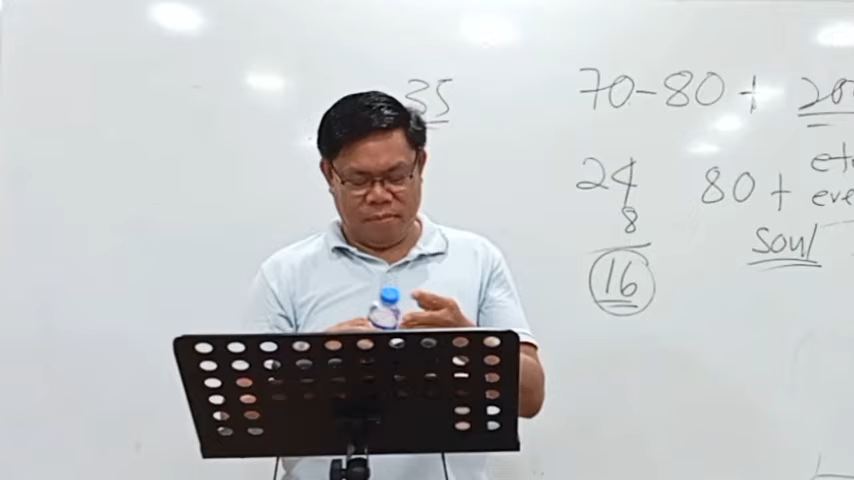 35
70-80 +
24 80 +
8
soul
16